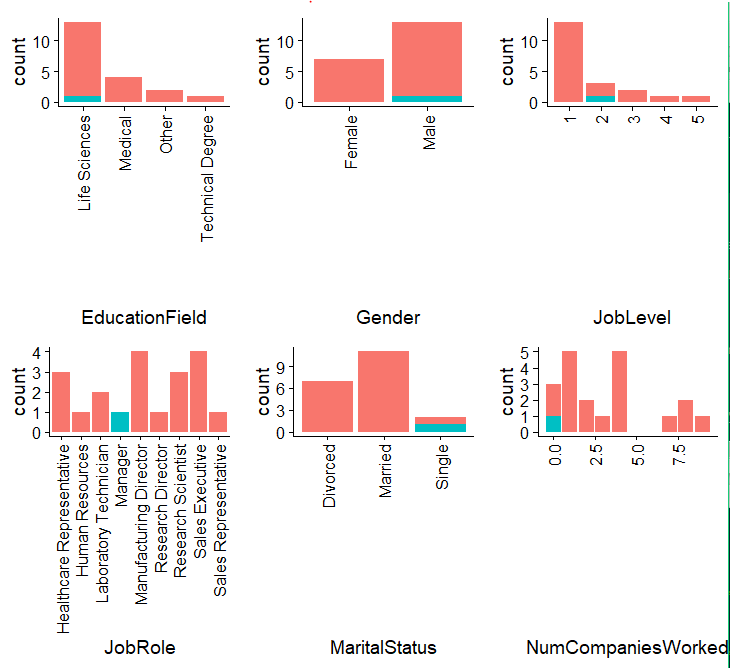 count
10
5
0
Life Sciences
Medical
Other
Technical Degree
EducationField
count
10
5
0
Female
Male
Gender
count
10
5
0
1
2
3
4
5
JobLevel
count
4
3
2
1
0
Healthcare Representative
Human Resources
Laboratory Technician
Manager
Manufacturing Director
Research Director
Research Scientist
Sales Executive
Sales Representative
JobRole
count
9
6
3
0
Divorced
Married
Single
MaritalStatus
count
5
4
3
2
1
0
0.0
2.5
5.0
7.5
NumCompaniesWorked